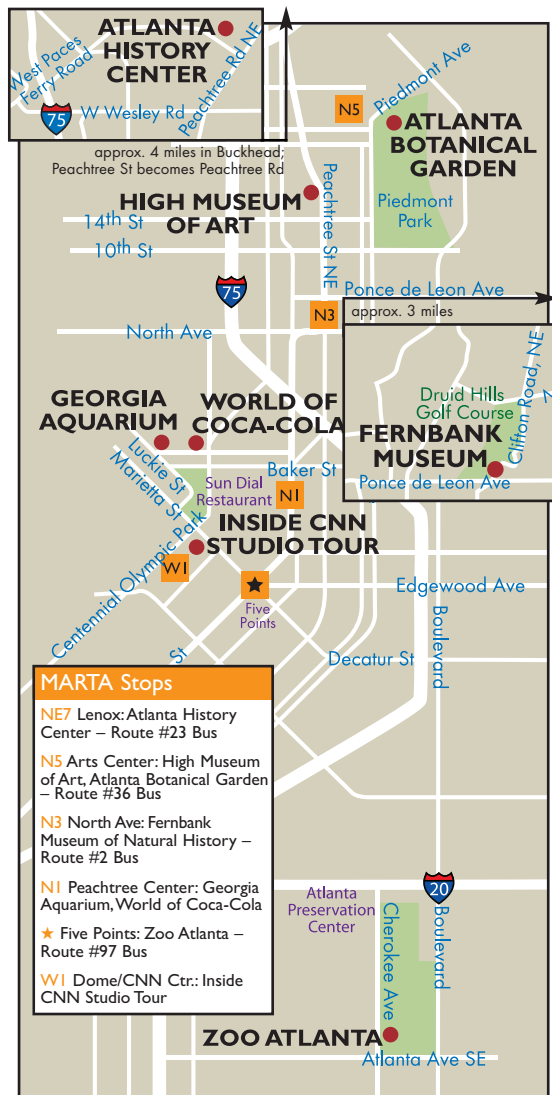 ATLANTA
HISTORY
CENTER
West Paces
Ferry Road
Peachtree Rd NE
W Wesley Rd
75
approx. 4 miles in Buckhead;
Peachtree St becomes Peachtree Rd
N5
Piedmont Ave
ATLANTA
BOTANICAL
GARDEN
HIGH MUSEUM
OF ART
Peachtree St NE
Piedmont
Park
14th St
10th St
75
Ponce de Leon Ave
N3
North Ave
approx. 3 miles
Druid Hills
Golf Course
Clifton Road, NE
FERNBANK
MUSEUM
Ponce de Leon Ave
GEORGIA
AQUARIUM
WORLD OF
COCA-COLA
Luckie St
Marietta St
Baker St
Sun Dial
Restaurant
N1
INSIDE CNN
STUDIO TOUR
Centennial Olympic Park
W1
★
Five
Points
Edgewood Ave
Boulevard
Decatur St
St
MARTA Stops
NE7 Lenox: Atlanta History
Center – Route #23 Bus
N5 Arts Center: High Museum
of Art, Atlanta Botanical Garden
– Route #36 Bus
N3 North Ave: Fernbank
Museum of Natural History –
Route #2 Bus
N1 Peachtree Center: Georgia
Aquarium, World of Coca-Cola
★ Five Points: Zoo Atlanta –
Route #97 Bus
W1 Dome/CNN Ctr.: Inside
CNN Studio Tour
20
Atlanta
Preservation
Center
Cherokee Ave
Boulevard
ZOO ATLANTA
Atlanta Ave SE